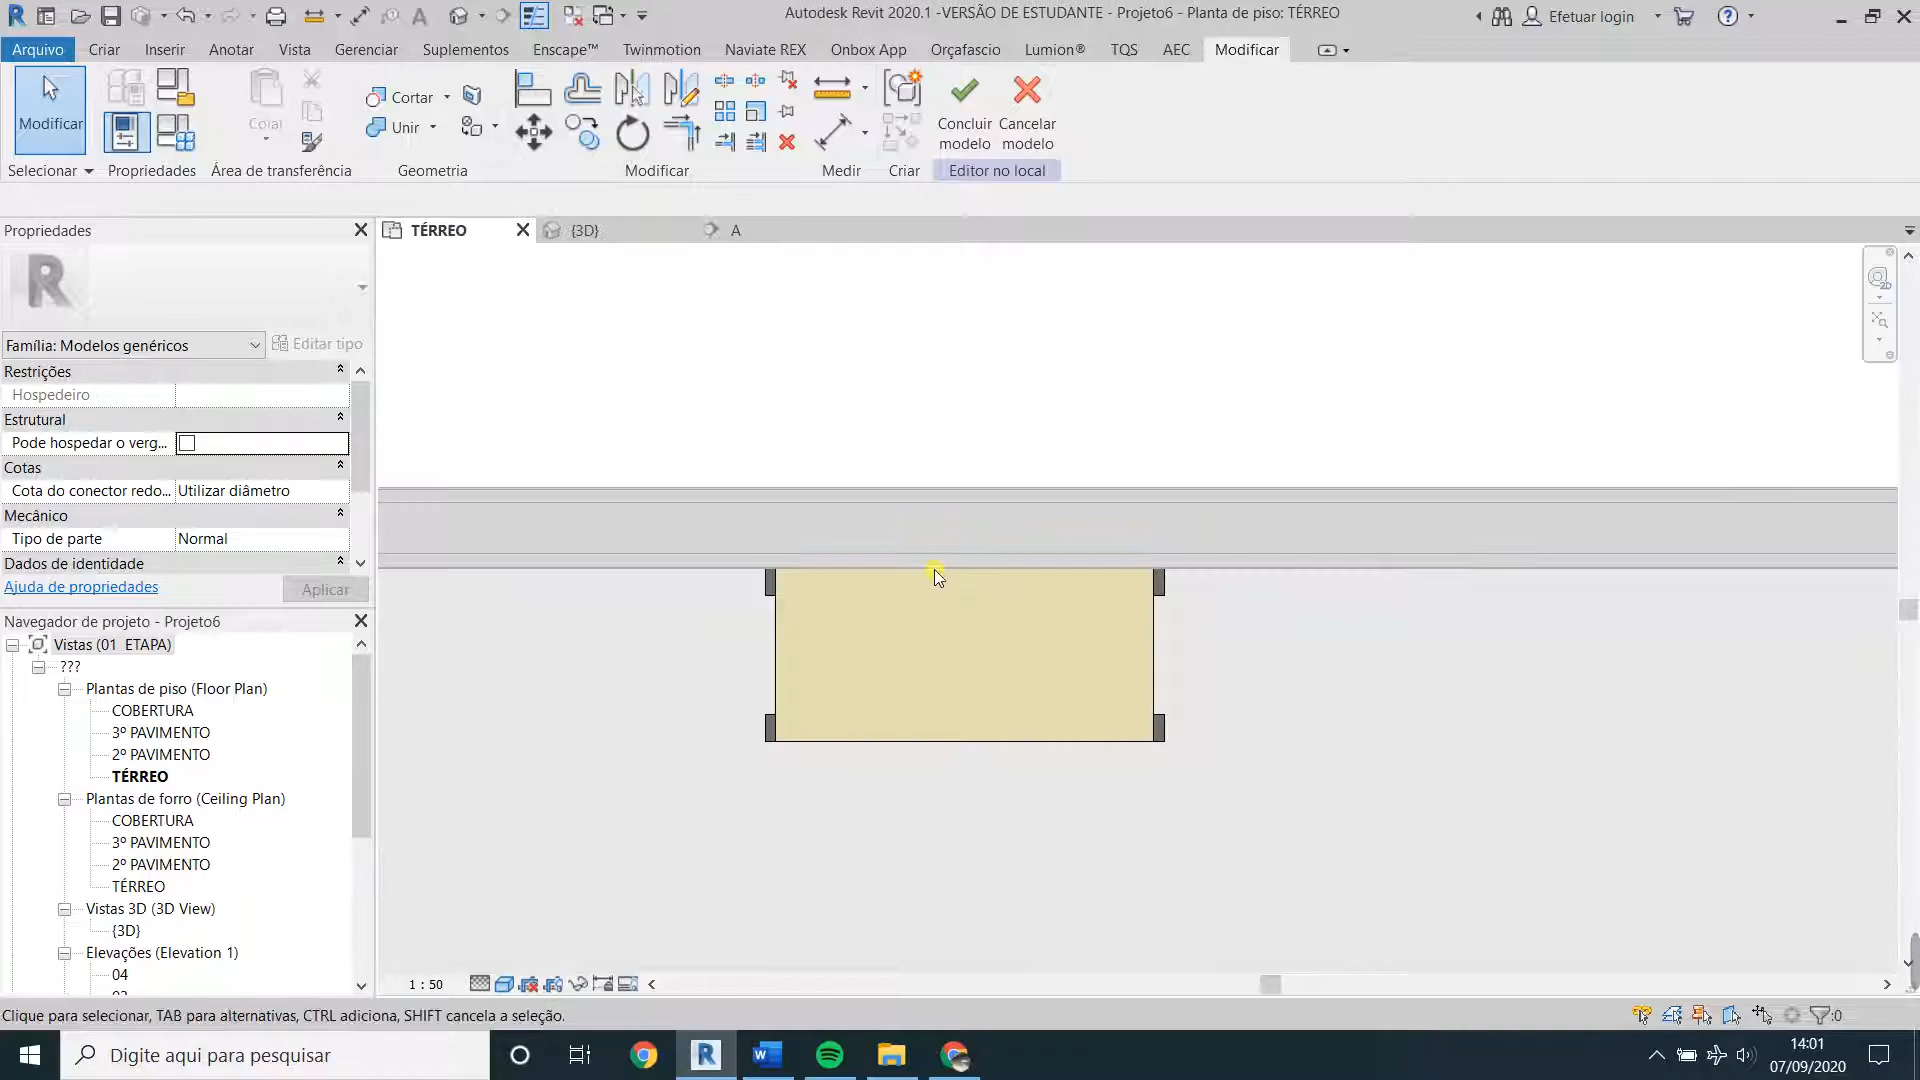 Autodesk Revit 2020.1 -VERSÃO DE ESTUDANTE - Projeto6 - Planta de piso: TÉRREO
Efetuar login
Arquivo Criar Inserir Anotar Vista Gerenciar Suplementos Enscape™ Twinmotion Naviate REX Onbox App Orçafascio Lumion® TQS AEC Modificar
Modificar
Colar
Cortar
Unir
Concluir modelo
Cancelar modelo
Selecionar Propriedades Área de transferência Geometria Modificar Medir Criar Editor no local
Propriedades
TÉRREO
{3D}
A
Família: Modelos genéricos
Editar tipo
Restrições
Hospedeiro
Estrutural
Pode hospedar o verg...
Cotas
Cota do conector redo... Utilizar diâmetro
Mecânico
Tipo de parte Normal
Dados de identidade
Ajuda de propriedades
Aplicar
Navegador de projeto - Projeto6
Vistas (01 ETAPA)
???
Plantas de piso (Floor Plan)
COBERTURA
3º PAVIMENTO
2º PAVIMENTO
TÉRREO
Plantas de forro (Ceiling Plan)
COBERTURA
3º PAVIMENTO
2º PAVIMENTO
TÉRREO
Vistas 3D (3D View)
{3D}
Elevações (Elevation 1)
04
1 : 50
Clique para selecionar, TAB para alternativas, CTRL adiciona, SHIFT cancela a seleção.
:0
Digite aqui para pesquisar
14:01
07/09/2020